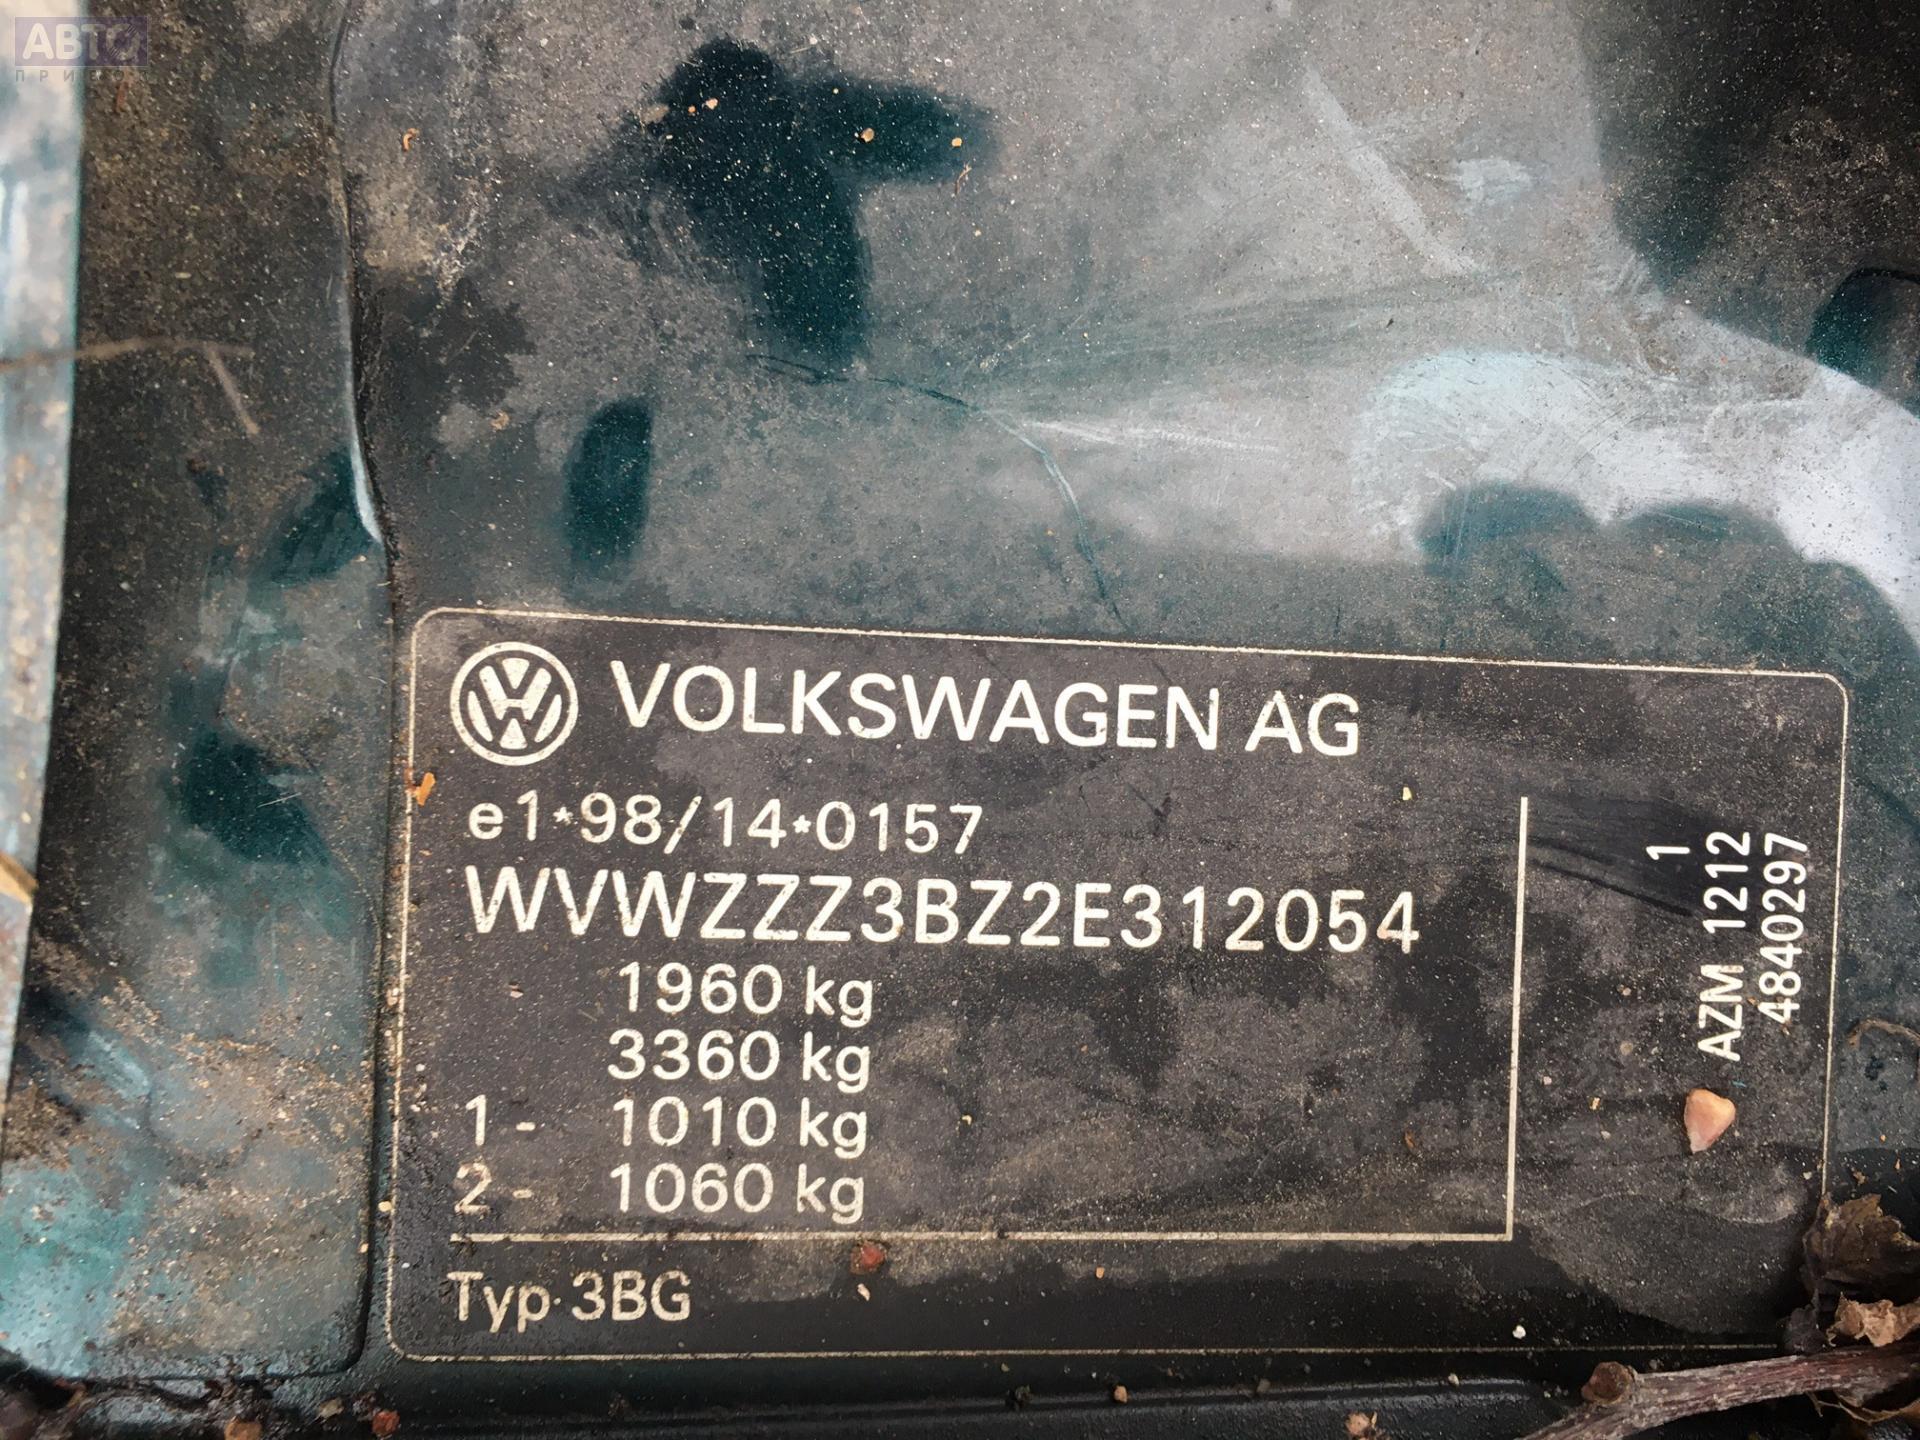 АВТО
ПРИВОЗ
VOLKSWAGEN AG
e1*98/14*0157
WVWZZZ3BZ2E312054
1960 kg
3360 kg
1- 1010 kg
2- 1060 kg
Typ 3BG
1
AZM 1212
4840297